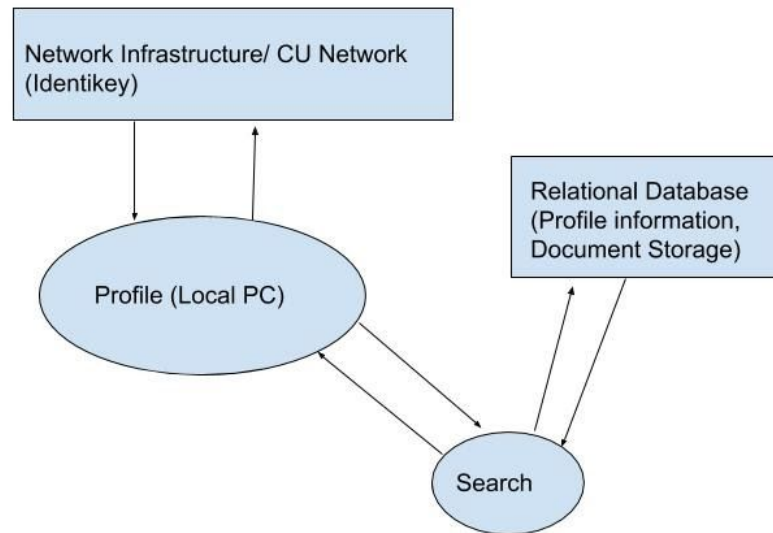 Network Infrastructure/ CU Network
(Identikey)
Relational Database
(Profile information,
Document Storage)
Profile (Local PC)
Search